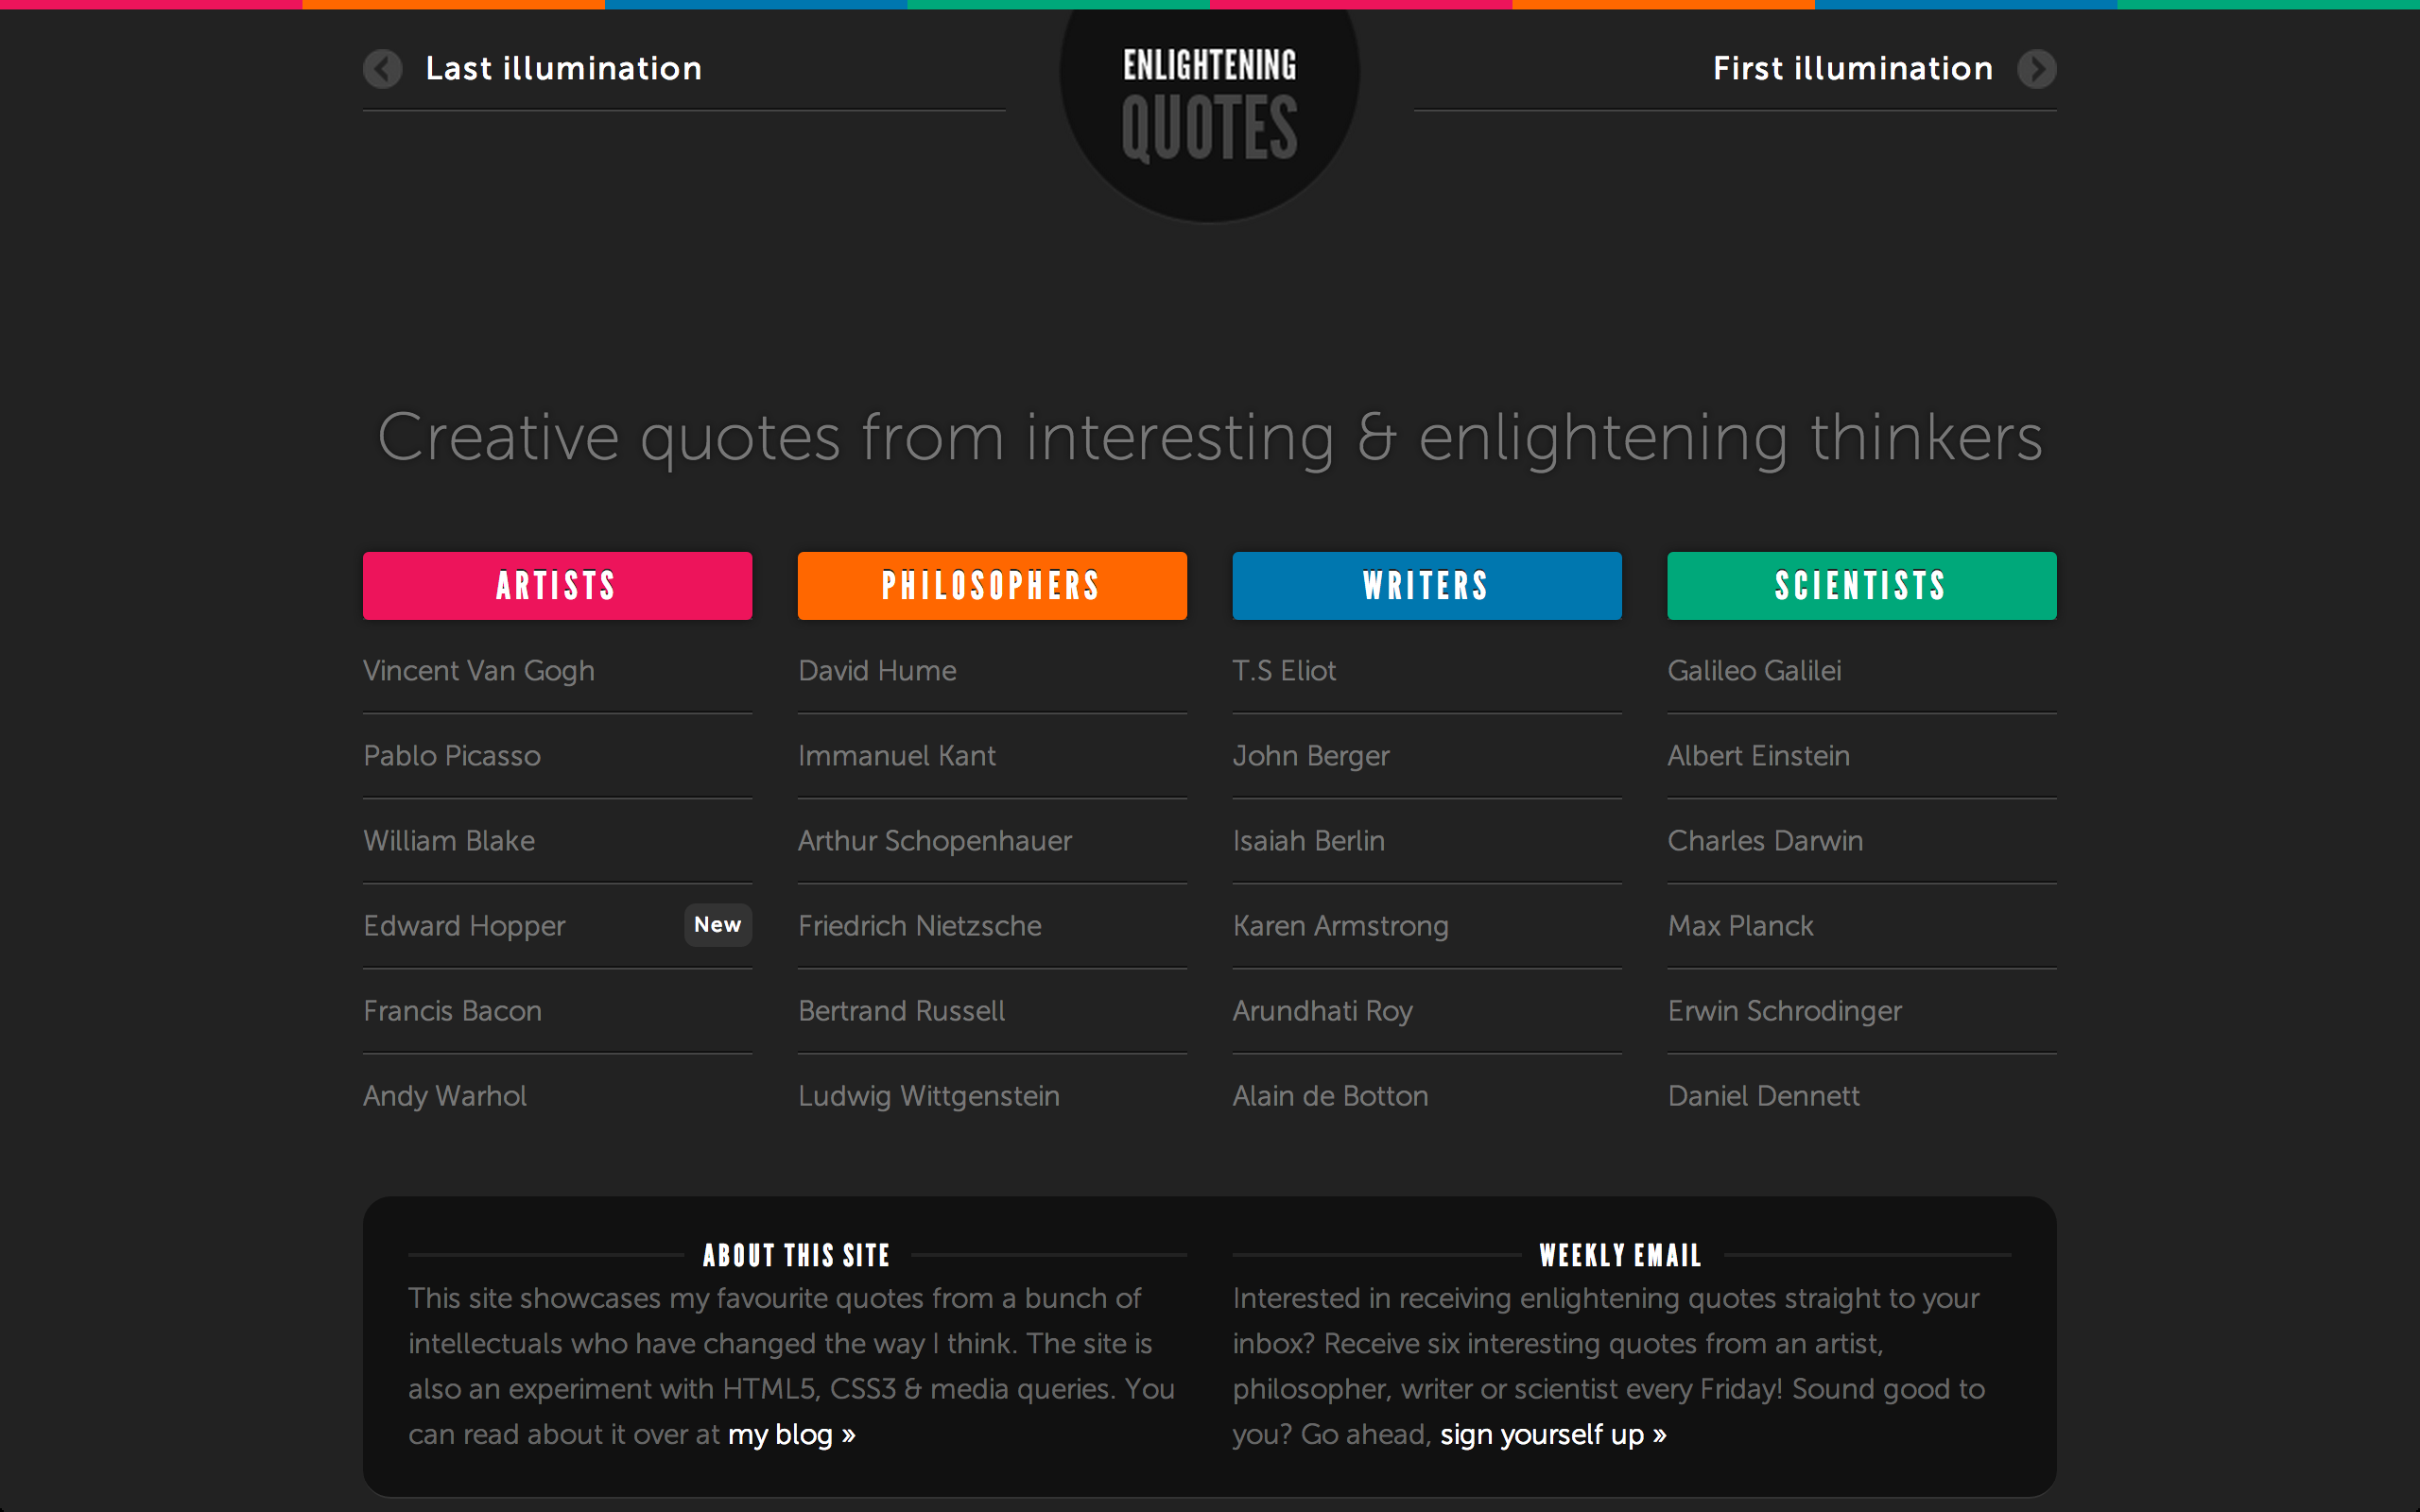 Last illumination
ENLIGHTENING
QUOTES
First illumination
Creative quotes from interesting & enlightening thinkers
ARTISTS
Vincent Van Gogh
Pablo Picasso
William Blake
Edward Hopper New
Francis Bacon
Andy Warhol
PHILOSOPHERS
David Hume
Immanuel Kant
Arthur Schopenhauer
Friedrich Nietzsche
Bertrand Russell
Ludwig Wittgenstein
WRITERS
T.S Eliot
John Berger
Isaiah Berlin
Karen Armstrong
Arundhati Roy
Alain de Botton
SCIENTISTS
Galileo Galilei
Albert Einstein
Charles Darwin
Max Planck
Erwin Schrodinger
Daniel Dennett
ABOUT THIS SITE
This site showcases my favourite quotes from a bunch of
intellectuals who have changed the way I think. The site is
also an experiment with HTML5, CSS3 & media queries. You
can read about it over at my blog »
WEEKLY EMAIL
Interested in receiving enlightening quotes straight to your
inbox? Receive six interesting quotes from an artist,
philosopher, writer or scientist every Friday! Sound good to
you? Go ahead, sign yourself up »